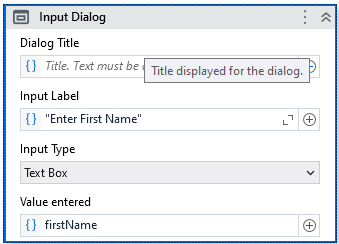 Input Dialog
Dialog Title
{} Title. Text must be
Title displayed for the dialog.
Input Label
{} "Enter First Name"
Input Type
Text Box
Value entered
{} firstName